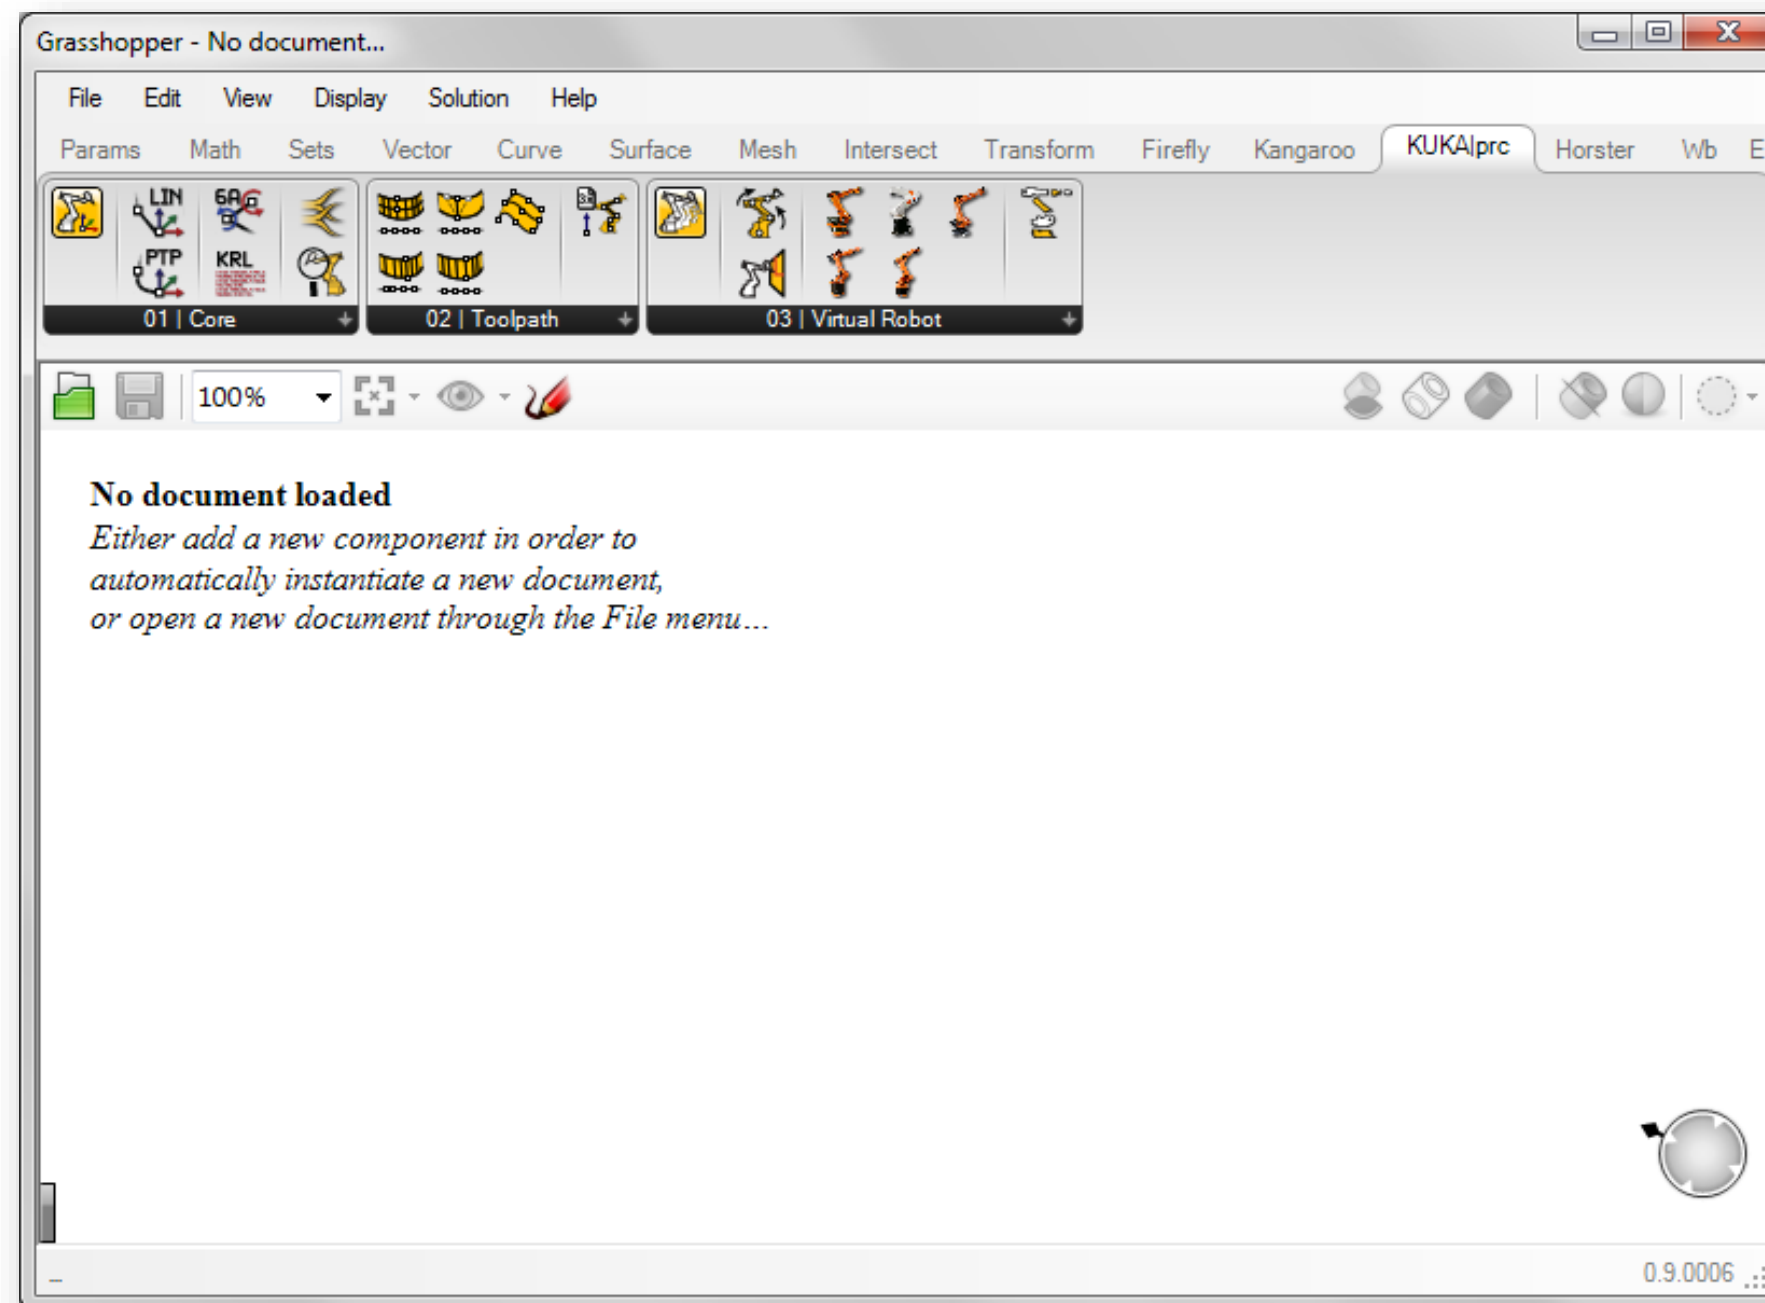 Grasshopper - No document...
File Edit View Display Solution Help
Params Math Sets Vector Curve Surface Mesh Intersect Transform Firefly Kangaroo KUKA|prc Horster Wb E
LIN 6AC
PTP KRL
01 | Core 02 | Toolpath 03 | Virtual Robot
100%
No document loaded
Either add a new component in order to
automatically instantiate a new document,
or open a new document through the File menu...
0.9.0006